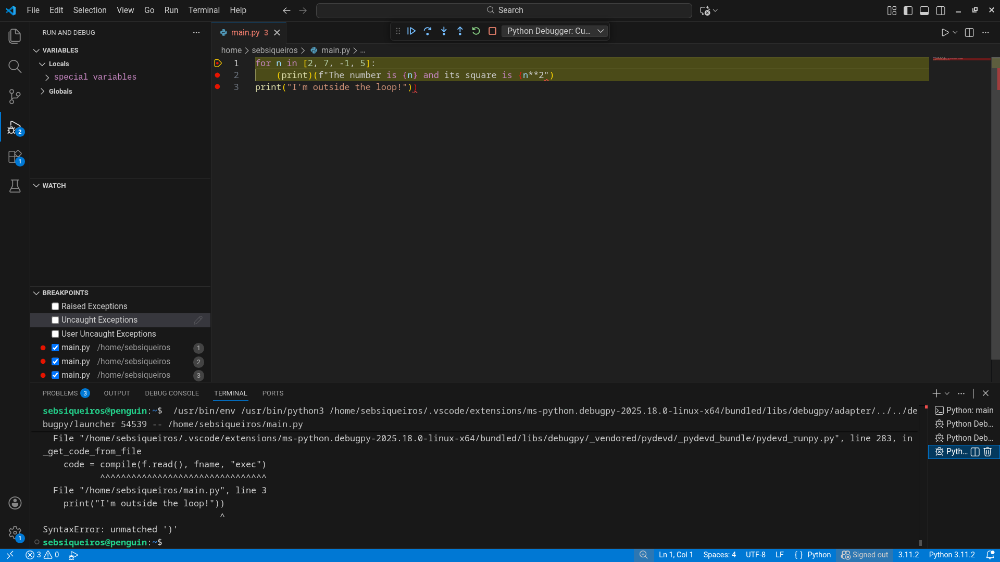 File Edit Selection View Go Run Terminal Help Search
RUN AND DEBUG
main.py 3
Python Debugger: Cu...
VARIABLES
home > sebsiqueiros > main.py > ...
Locals
special variables
Globals
1 for n in [2, 7, -1, 5]:
2 (print)(f"The number is {n} and its square is (n**2")
3 print("I'm outside the loop!"))
2
1
WATCH
BREAKPOINTS
Raised Exceptions
Uncaught Exceptions
User Uncaught Exceptions
main.py /home/sebsiqueiros 1
main.py /home/sebsiqueiros 2
main.py /home/sebsiqueiros 3
PROBLEMS 3 OUTPUT DEBUG CONSOLE TERMINAL PORTS
sebsiqueiros@penguin:~$ /usr/bin/env /usr/bin/python3 /home/sebsiqueiros/.vscode/extensions/ms-python.debugpy-2025.18.0-linux-x64/bundled/libs/debugpy/adapter/../../de
bugpy/launcher 54539 -- /home/sebsiqueiros/main.py
File "/home/sebsiqueiros/.vscode/extensions/ms-python.debugpy-2025.18.0-linux-x64/bundled/libs/debugpy/_vendored/pydevd/_pydevd_bundle/pydevd_runpy.py", line 283, in
_get_code_from_file
code = compile(f.read(), fname, "exec")
^^^^^^^^^^^^^^^^^^^^^^^^^^^^^^^^
File "/home/sebsiqueiros/main.py", line 3
print("I'm outside the loop!"))
^
SyntaxError: unmatched ')'
sebsiqueiros@penguin:~$
Python: main
Python Deb...
Python Deb...
Pyth...
1
3 0
Ln 1, Col 1 Spaces: 4 UTF-8 LF { } Python Signed out 3.11.2 Python 3.11.2